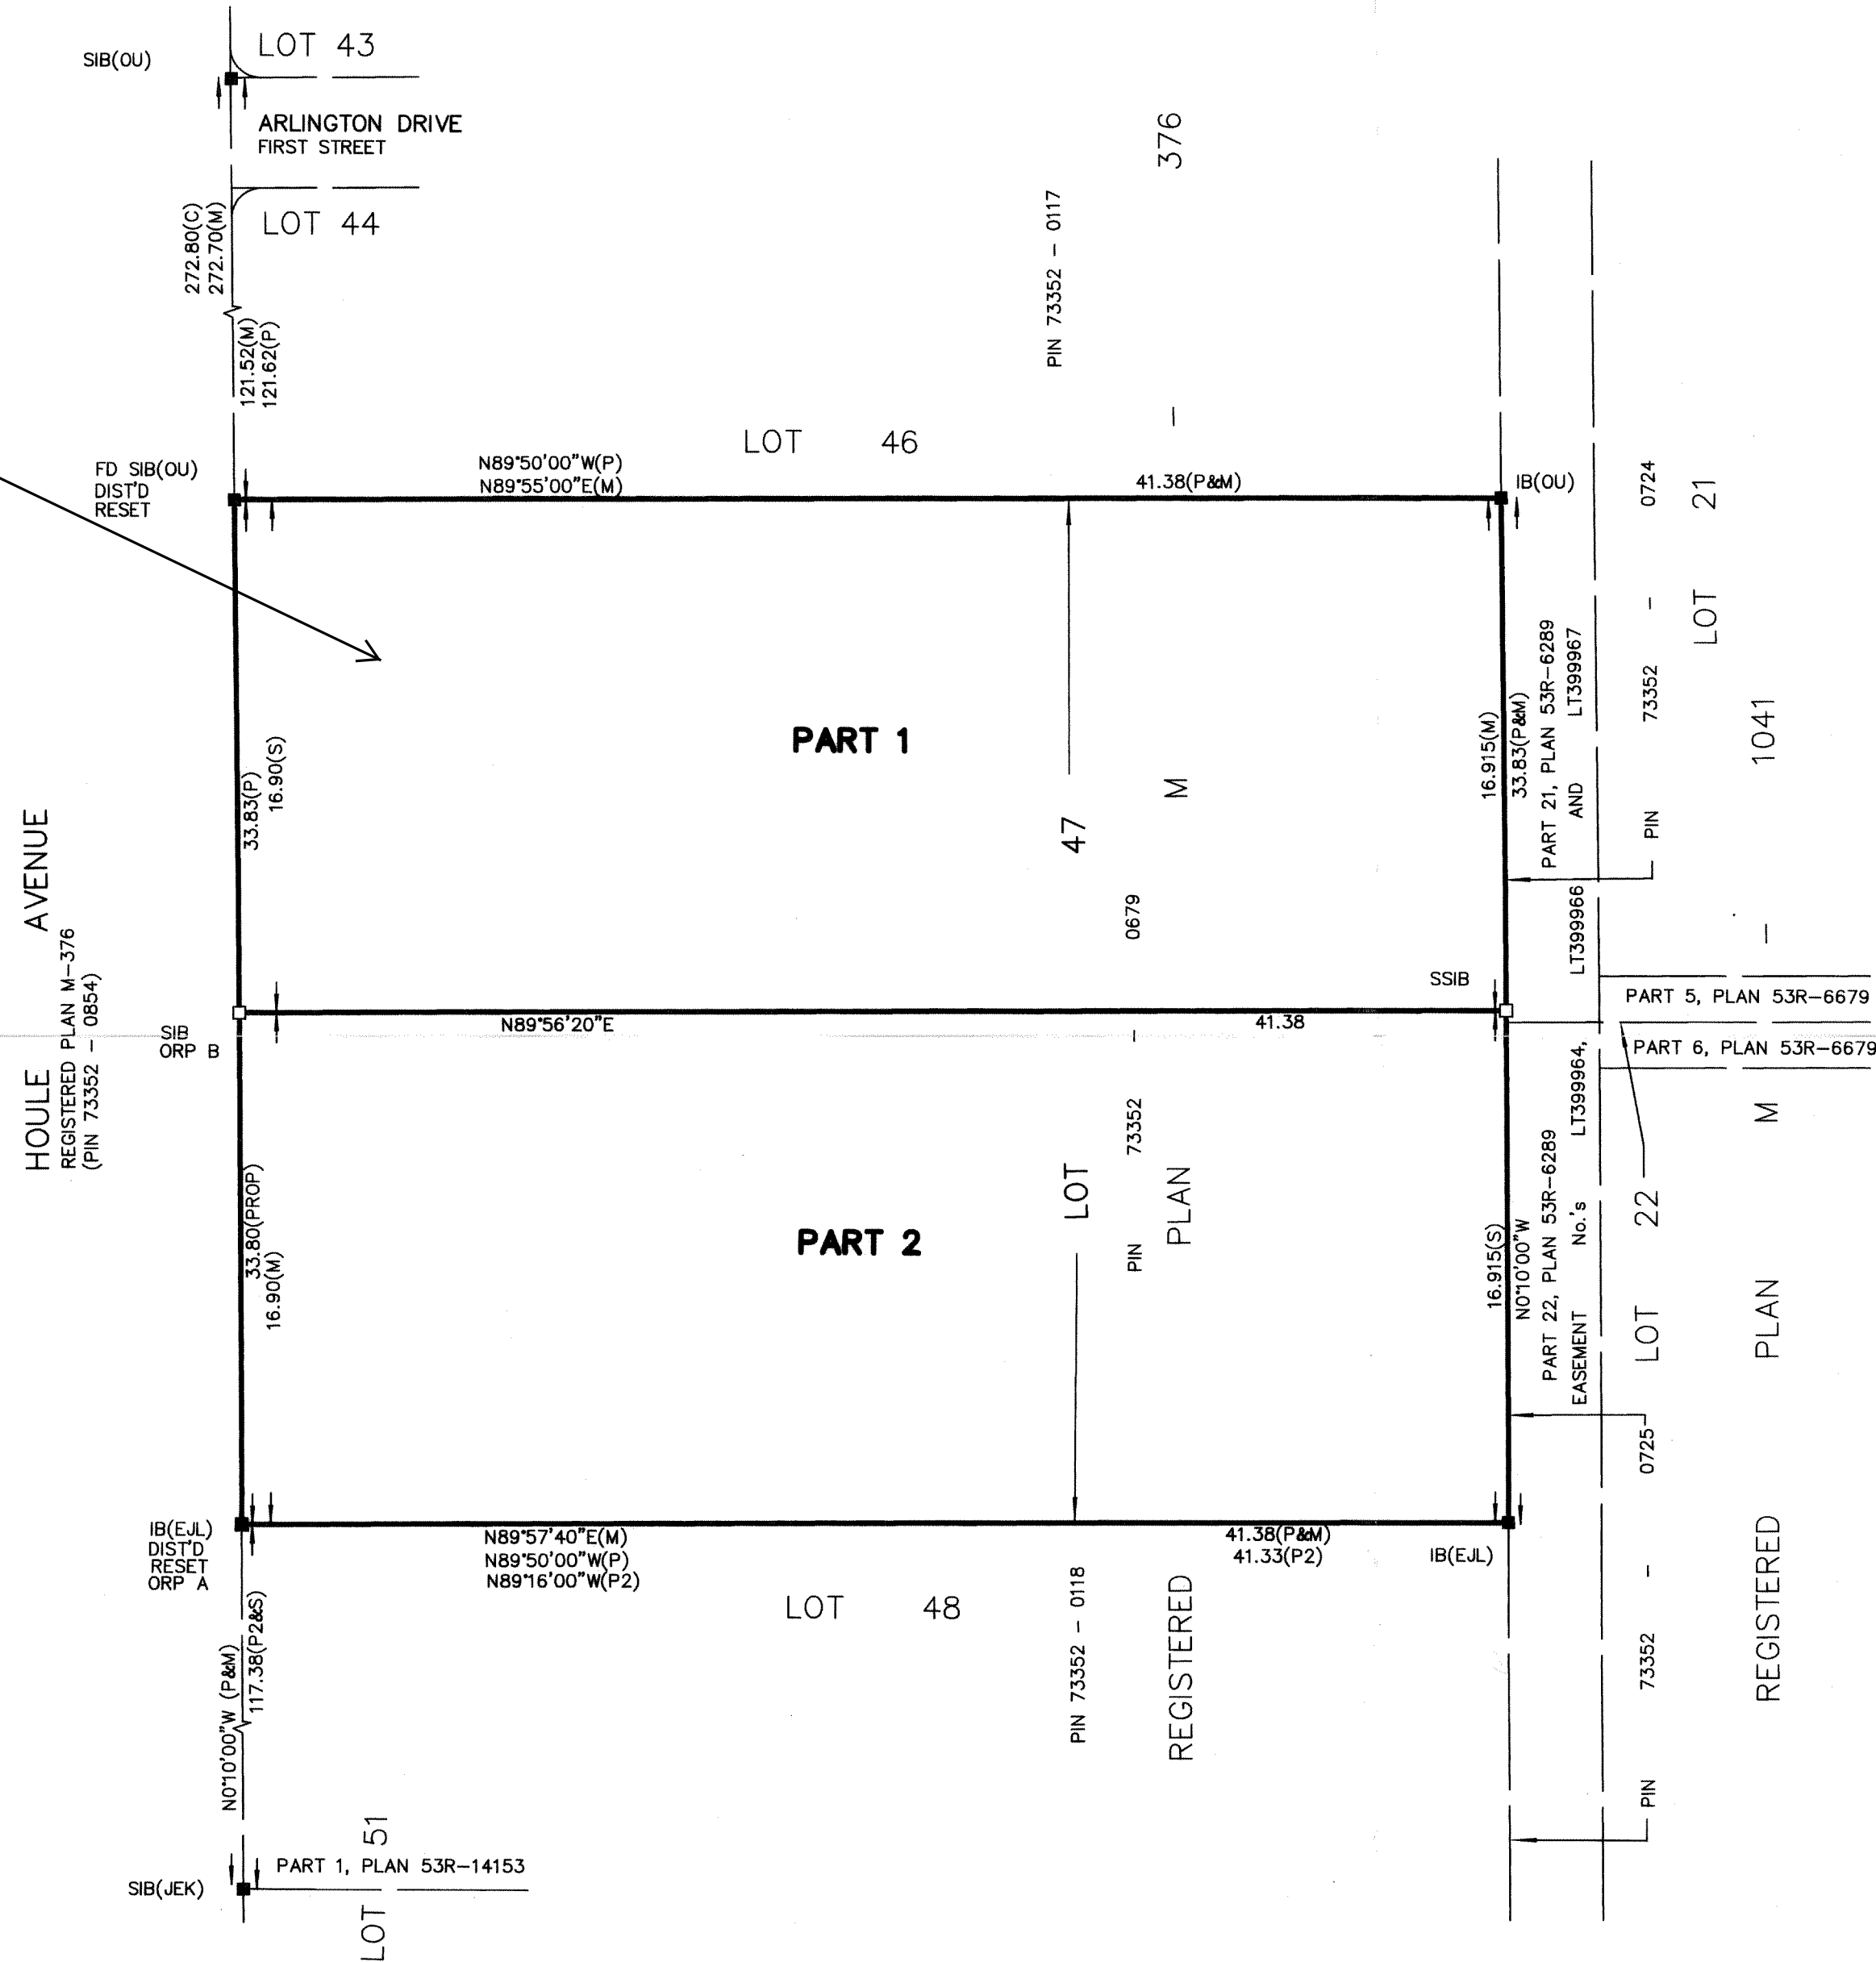 SIB(OU)
LOT 43
ARLINGTON DRIVE
FIRST STREET
LOT 44
272.80(C)
272.70(M)
121.52(M)
121.62(P)
376
PIN 73352 - 0117
LOT 46
FD SIB(OU)
DIST'D
RESET
N89°50'00"W(P)
N89°55'00"E(M)
41.38(P&M)
IB(OU)
0724
LOT 21
PART 1
33.83(P)
16.90(S)
47
M
-
0679
16.915(M)
33.83(P&M)
PART 21, PLAN 53R-6289
AND LT399967
LT399966
PIN 73352 -
1041
-
HOULE AVENUE
REGISTERED PLAN M-376
(PIN 73352 - 0854)
SIB
ORP B
N89°56'20"E
41.38
SSIB
PART 5, PLAN 53R-6679
PART 6, PLAN 53R-6679
PART 2
33.80(PROP)
16.90(M)
LOT
PIN 73352 -
PLAN
16.915(S)
N0°10'00"W
PART 22, PLAN 53R-6289
EASEMENT No.'s LT399964,
LOT 22
PLAN M
0725
IB(EJL)
DIST'D
RESET
ORP A
N89°57'40"E(M)
N89°50'00"W(P)
N89°16'00"W(P2)
41.38(P&M)
41.33(P2)
IB(EJL)
LOT 48
PIN 73352 - 0118
REGISTERED
PIN 73352 -
REGISTERED
N0°10'00"W (P&M)
117.38(P2&S)
SIB(JEK)
PART 1, PLAN 53R-14153
LOT 51